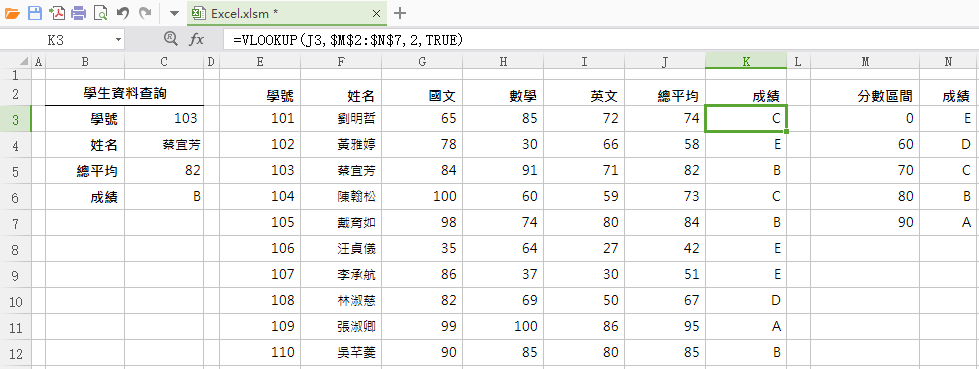 Excel.xlsm *
K3 fx =VLOOKUP(J3,$M$2:$N$7,2,TRUE)
A B C D E F G H I J K L M N
1
2 學生資料查詢 學號 姓名 國文 數學 英文 總平均 成績 分數區間 成績
3 學號 103 101 劉明哲 65 85 72 74 C 0 E
4 姓名 蔡宜芳 102 黃雅婷 78 30 66 58 E 60 D
5 總平均 82 103 蔡宜芳 84 91 71 82 B 70 C
6 成績 B 104 陳翰松 100 60 59 73 C 80 B
7 105 戴育如 98 74 80 84 B 90 A
8 106 汪貞儀 35 64 27 42 E
9 107 李承航 86 37 30 51 E
10 108 林淑慈 82 69 50 67 D
11 109 張淑卿 99 100 86 95 A
12 110 吳芊蔆 90 85 80 85 B